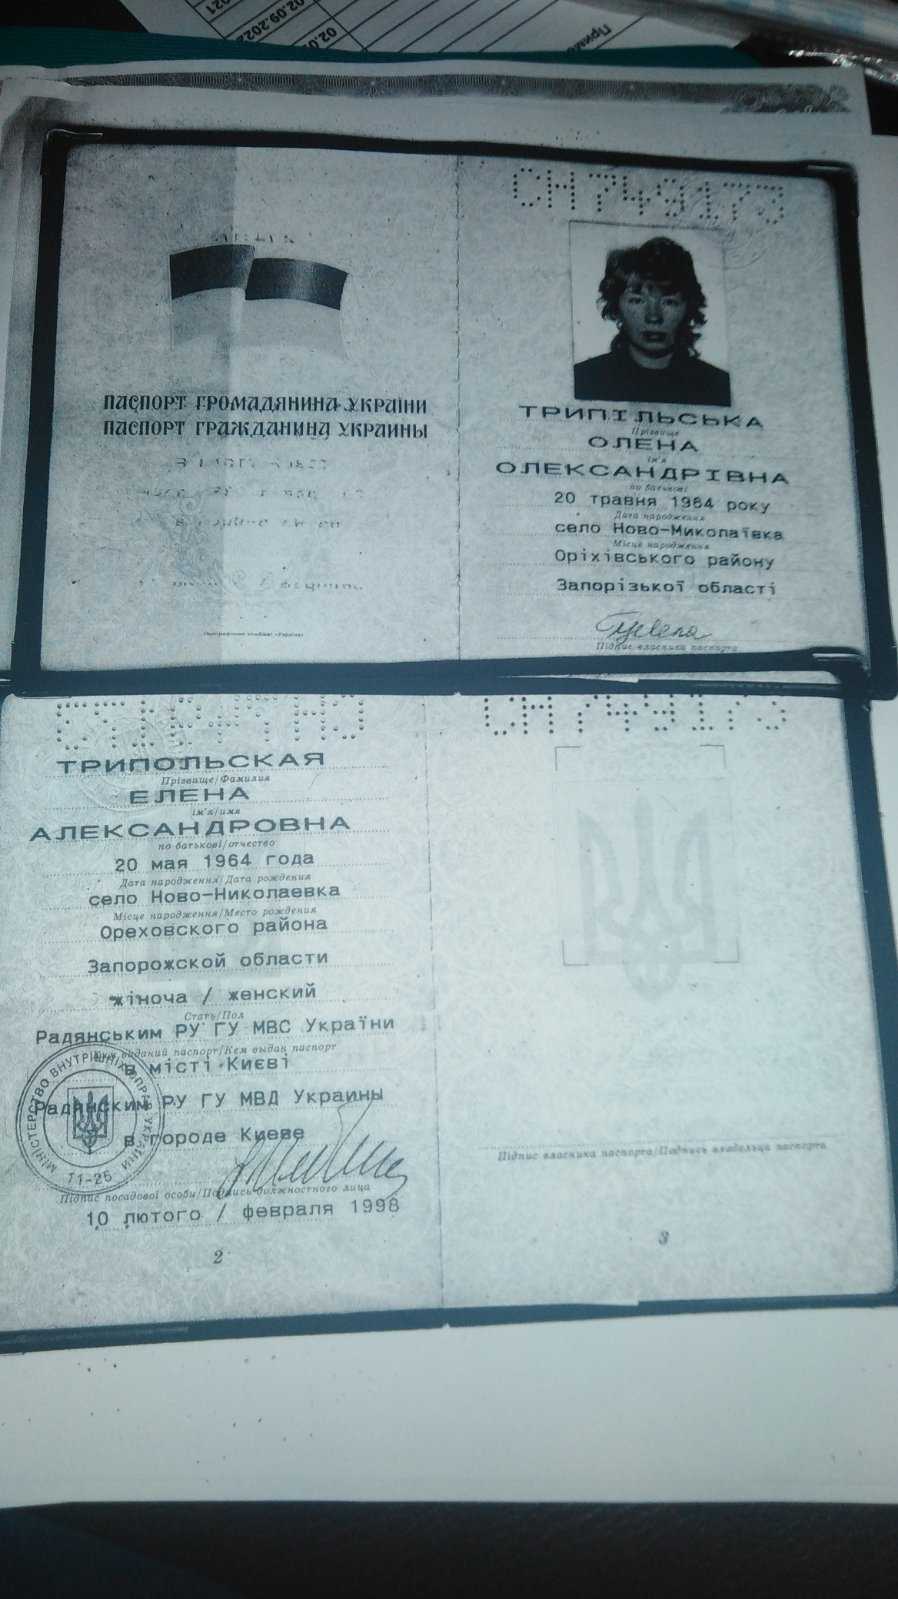 02.09.202
2021
02.0
Примі
СН749173
ПАСПОРТ ГРОМАДЯНИНА УКРАЇНИ
ПАСПОРТ ГРАЖДАНИНА УКРАИНЫ
ТРИПІЛЬСЬКА
Прізвище
ОЛЕНА
ім'я
ОЛЕКСАНДРІВНА
по батькові
20 травня 1964 року
Дата народження
село Ново-Миколаївка
Місце народження
Оріхівського району
Запорізької області
Підпис власника паспорта
СН749173
ТРИПОЛЬСКАЯ
Прізвище/Фамилия
ЕЛЕНА
ім'я/имя
АЛЕКСАНДРОВНА
по батькові/отчество
20 мая 1964 года
Дата народження/Дата рождения
село Ново-Николаевка
Місце народження/Место рождения
Ореховского района
Запорожской области
жіноча / женский
Стать/Пол
Радянським РУ ГУ МВС України
виданий паспорт/Кем выдан паспорт
в місті Києві
Радянским РУ ГУ МВД Украины
в городе Киеве
МІНІСТЕРСТВО ВНУТРІШНІХ СПРАВ УКРАЇНИ
11-25
Підпис посадової особи/Подпись должностного лица
10 лютого / февраля 1998
2
Підпис власника паспорта/Подпись владельца паспорта
3